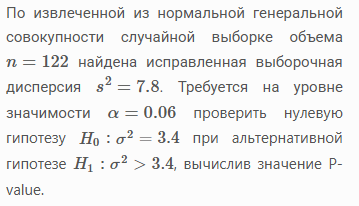 По извлеченной из нормальной генеральной
совокупности случайной выборке объема
n = 122 найдена исправленная выборочная
дисперсия s² = 7.8. Требуется на уровне
значимости α = 0.06 проверить нулевую
гипотезу H₀ : σ² = 3.4 при альтернативной
гипотезе H₁ : σ² > 3.4, вычислив значение P-
value.